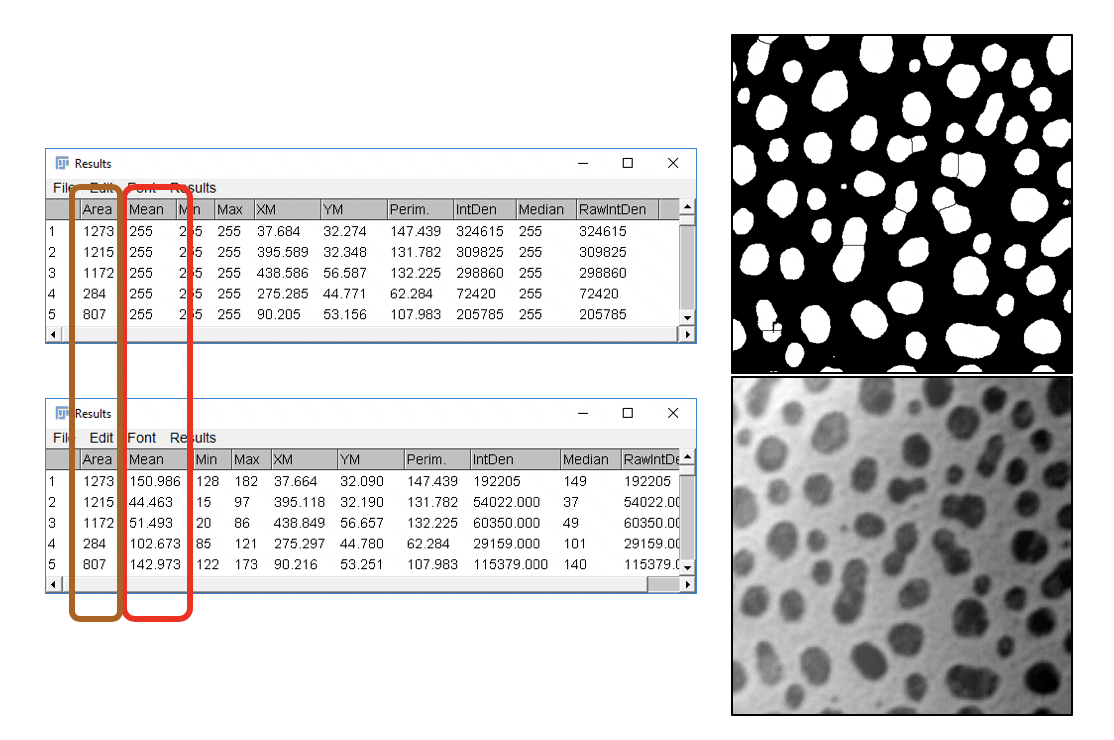 Results
File Edit Font Results
Area Mean Min Max XM YM Perim. IntDen Median RawIntDen
1 1273 255 255 255 37.684 32.274 147.439 324615 255 324615
2 1215 255 255 255 395.589 32.348 131.782 309825 255 309825
3 1172 255 255 255 438.586 56.587 132.225 298860 255 298860
4 284 255 255 255 275.285 44.771 62.284 72420 255 72420
5 807 255 255 255 90.205 53.156 107.983 205785 255 205785
Results
File Edit Font Results
Area Mean Min Max XM YM Perim. IntDen Median RawIntDe
1 1273 150.986 128 182 37.664 32.090 147.439 192205 149 192205
2 1215 44.463 15 97 395.118 32.190 131.782 54022.000 37 54022.00
3 1172 51.493 20 86 438.849 56.657 132.225 60350.000 49 60350.00
4 284 102.673 85 121 275.297 44.780 62.284 29159.000 101 29159.00
5 807 142.973 122 173 90.216 53.251 107.983 115379.000 140 115379.0